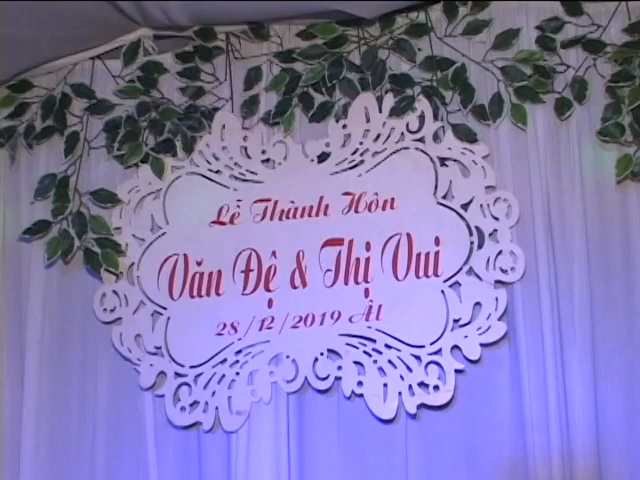 Lễ Thành Hôn
Văn Đệ & Thị Vui
28/12/2019 Âl